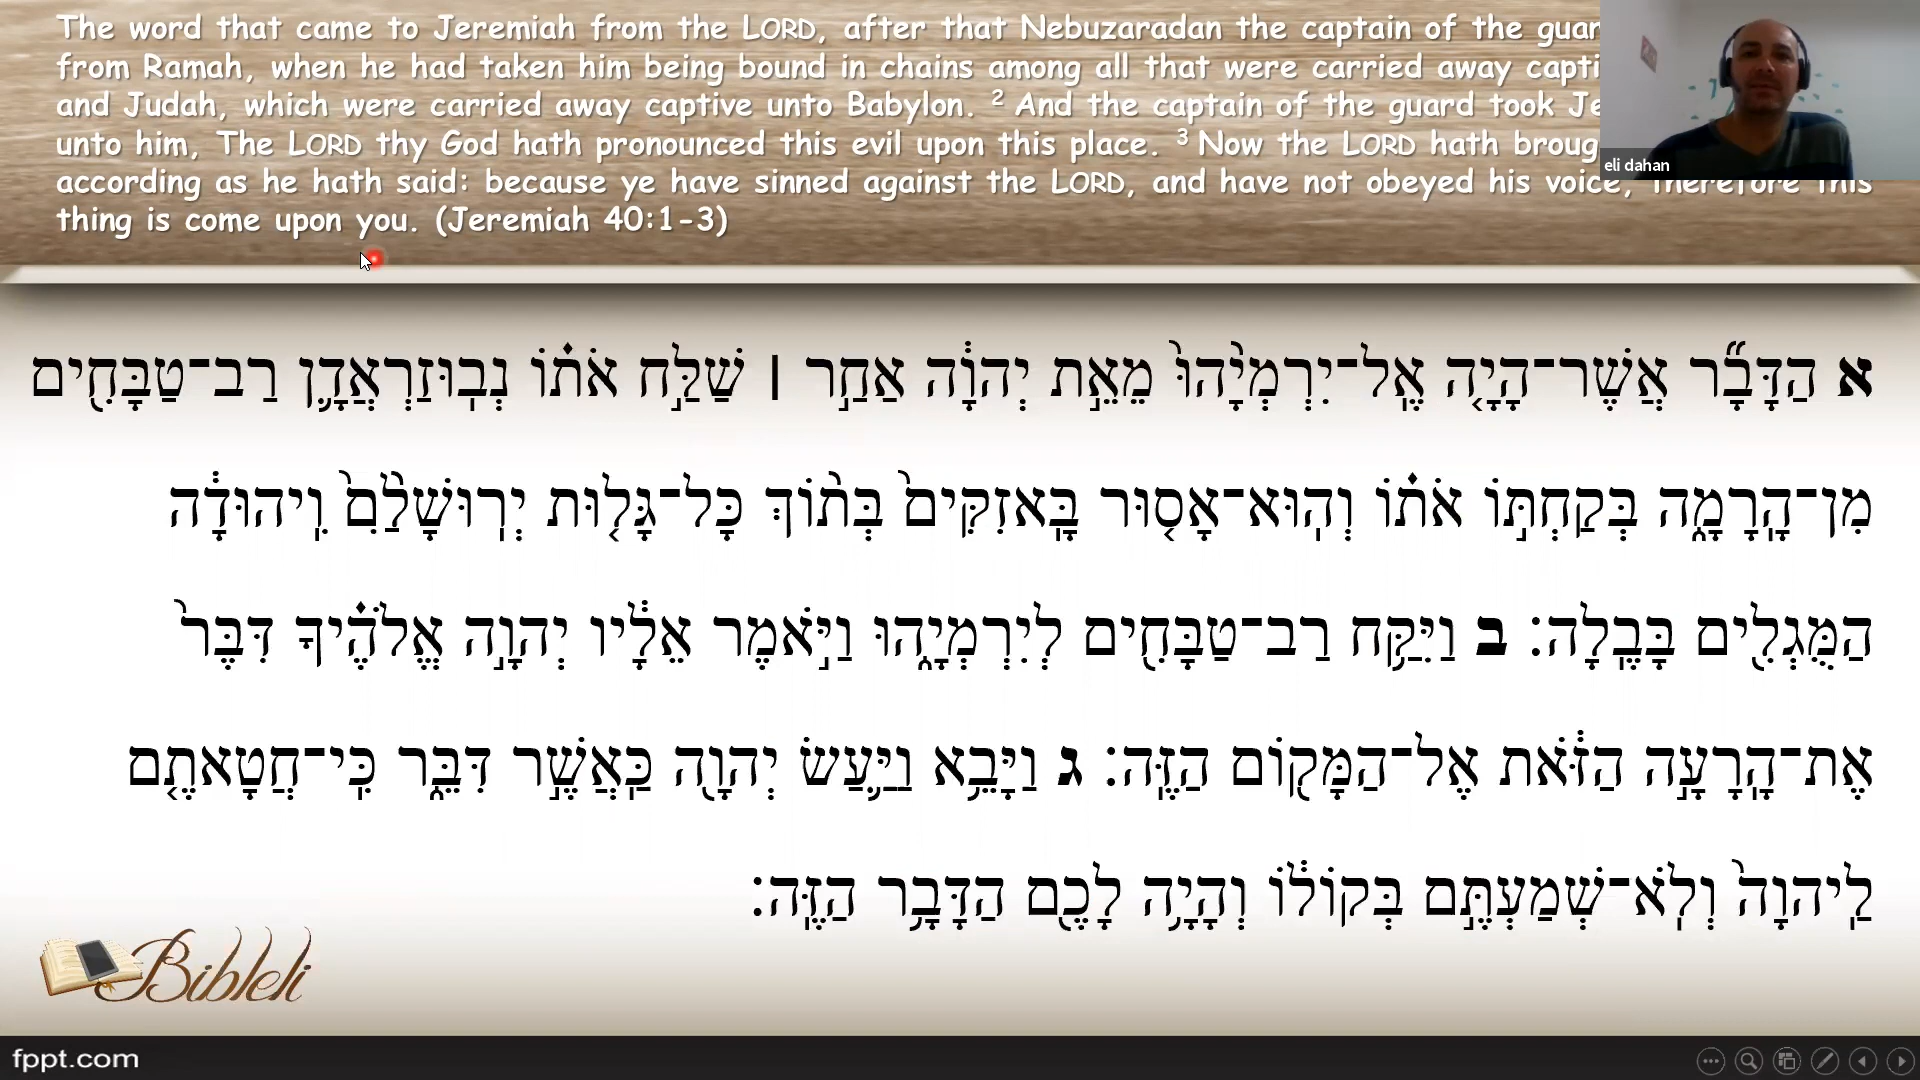 The word that came to Jeremiah from the LORD, after that Nebuzaradan the captain of the
from Ramah, when he had taken him being bound in chains among all that were carried away
and Judah, which were carried away captive unto Babylon. 2 And the captain of the guard took
unto him, The LORD thy God hath pronounced this evil upon this place. 3 Now the LORD hath
according as he hath said: because ye have sinned against the LORD, and have not obeyed his voice, therefore this
thing is come upon you. (Jeremiah 40:1-3)
eli dahan
א הַדָּבָ֞ר אֲשֶׁר־הָיָ֤ה אֶֽל־יִרְמְיָ֙הוּ֙ מֵאֵ֣ת יְהוָ֔ה אַחַ֣ר ׀ שַׁלַּ֣ח אֹת֗וֹ נְבֽוּזַרְאֲדָ֛ן רַב־טַבָּחִ֖ים
מִן־הָֽרָמָ֑ה בְּקַחְתּ֣וֹ אֹת֗וֹ וְהֽוּא־אָס֤וּר בָּֽאזִקִּים֙ בְּת֨וֹךְ כָּל־גָּל֤וּת יְרֽוּשָׁלִַ֙ם֙ וִֽיהוּדָ֔ה
הַמֻּגְלִ֖ים בָּבֶֽלָה׃ ב וַיִּקַּ֥ח רַב־טַבָּחִ֖ים לְיִרְמְיָ֑הוּ וַיֹּ֣אמֶר אֵלָ֔יו יְהוָ֣ה אֱלֹהֶ֗יךָ דִּבֶּר֙
אֶת־הָרָעָ֣ה הַזֹּ֔את אֶל־הַמָּק֖וֹם הַזֶּֽה׃ ג וַיָּבֵ֥א וַיַּ֛עַשׂ יְהוָ֖ה כַּאֲשֶׁ֣ר דִּבֵּ֑ר כִּֽי־חֲטָאתֶ֤ם
לַֽיהוָה֙ וְלֹֽא־שְׁמַעְתֶּ֣ם בְּקוֹל֔וֹ וְהָיָ֥ה לָכֶ֖ם הַדָּבָ֥ר הַזֶּֽה׃
Bibleli
fppt.com